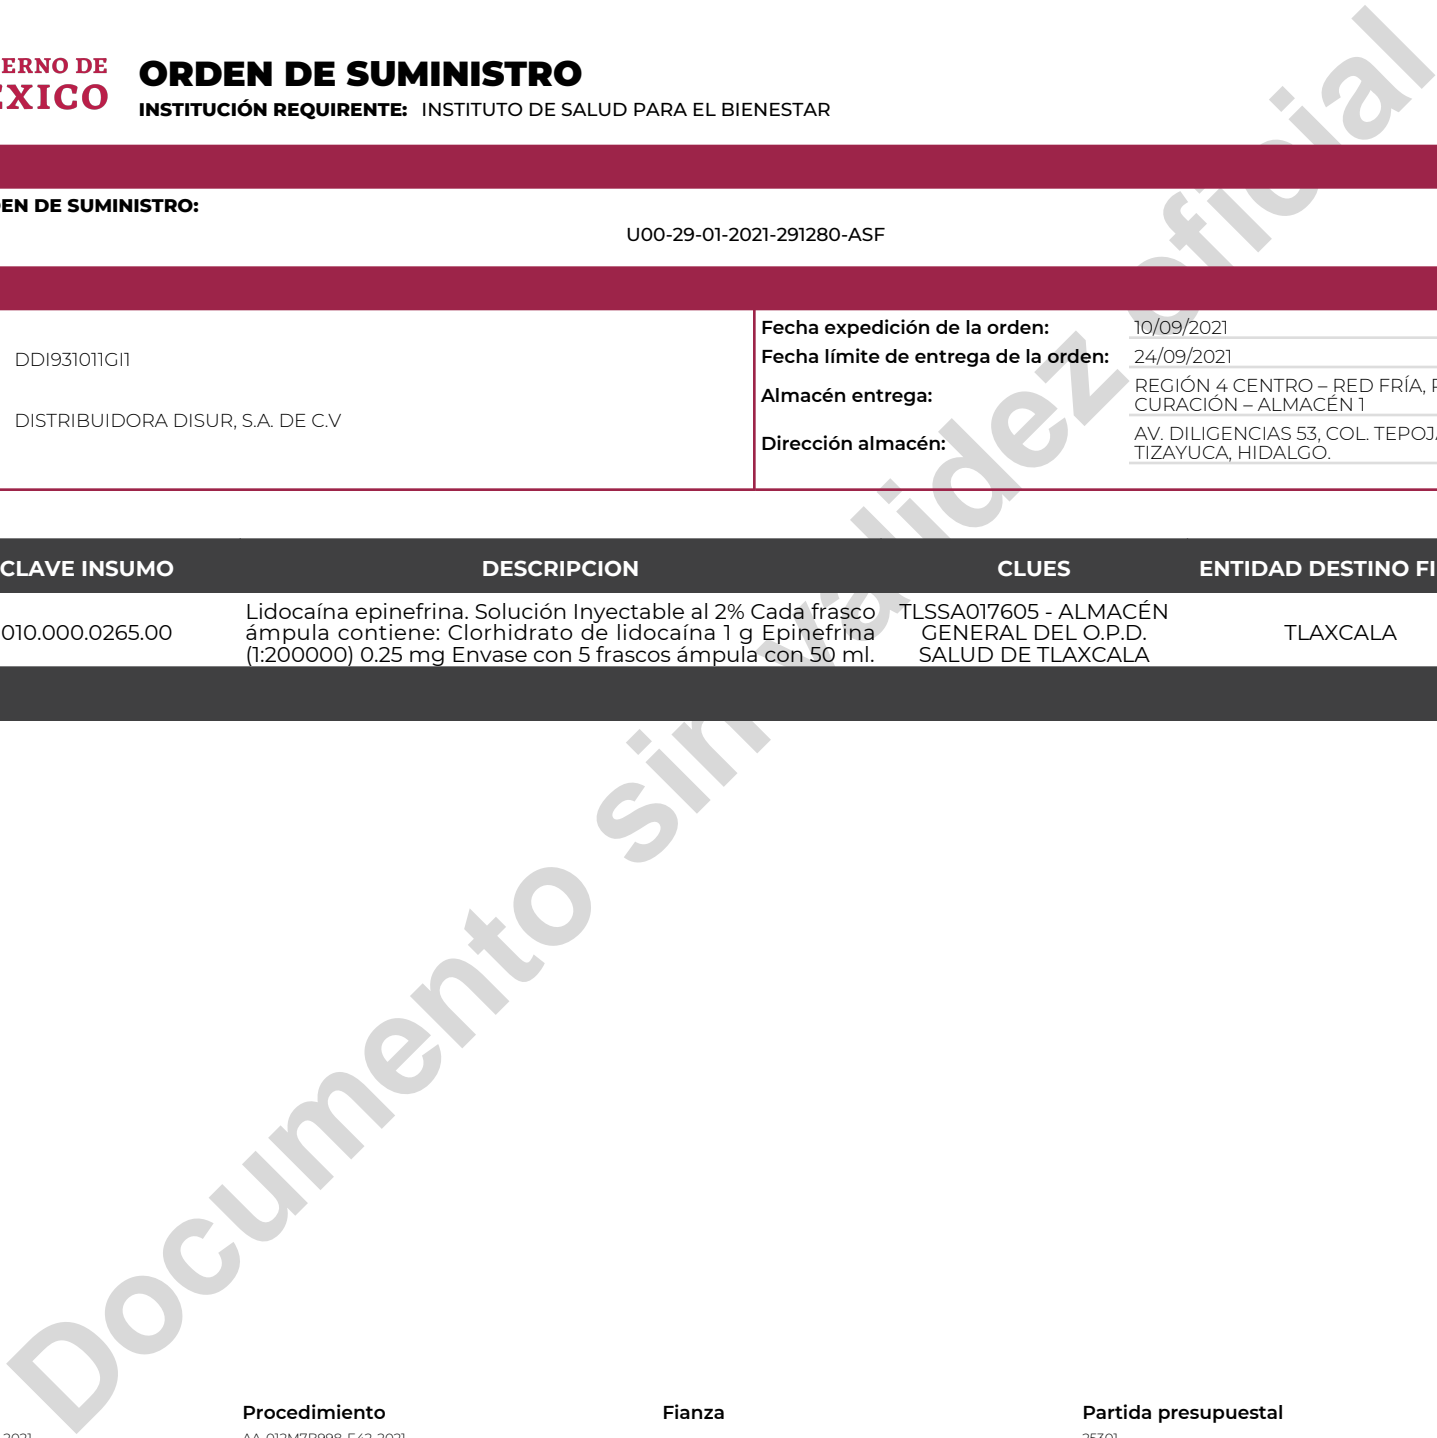 ERNO DE
EXICO
ORDEN DE SUMINISTRO
INSTITUCIÓN REQUIRENTE: INSTITUTO DE SALUD PARA EL BIENESTAR
EN DE SUMINISTRO:
U00-29-01-2021-291280-ASF
DDI931011GI1
DISTRIBUIDORA DISUR, S.A. DE C.V
Fecha expedición de la orden: 10/09/2021
Fecha límite de entrega de la orden: 24/09/2021
Almacén entrega: REGIÓN 4 CENTRO – RED FRÍA,
CURACIÓN – ALMACÉN 1
Dirección almacén: AV. DILIGENCIAS 53, COL. TEPOJA
TIZAYUCA, HIDALGO.
CLAVE INSUMO DESCRIPCION CLUES ENTIDAD DESTINO FI
010.000.0265.00
Lidocaína epinefrina. Solución Inyectable al 2% Cada frasco
ámpula contiene: Clorhidrato de lidocaína 1 g Epinefrina
(1:200000) 0.25 mg Envase con 5 frascos ámpula con 50 ml.
TLSSA017605 - ALMACÉN
GENERAL DEL O.P.D.
SALUD DE TLAXCALA
TLAXCALA
Documento sin validez oficial
Procedimiento Fianza Partida presupuestal